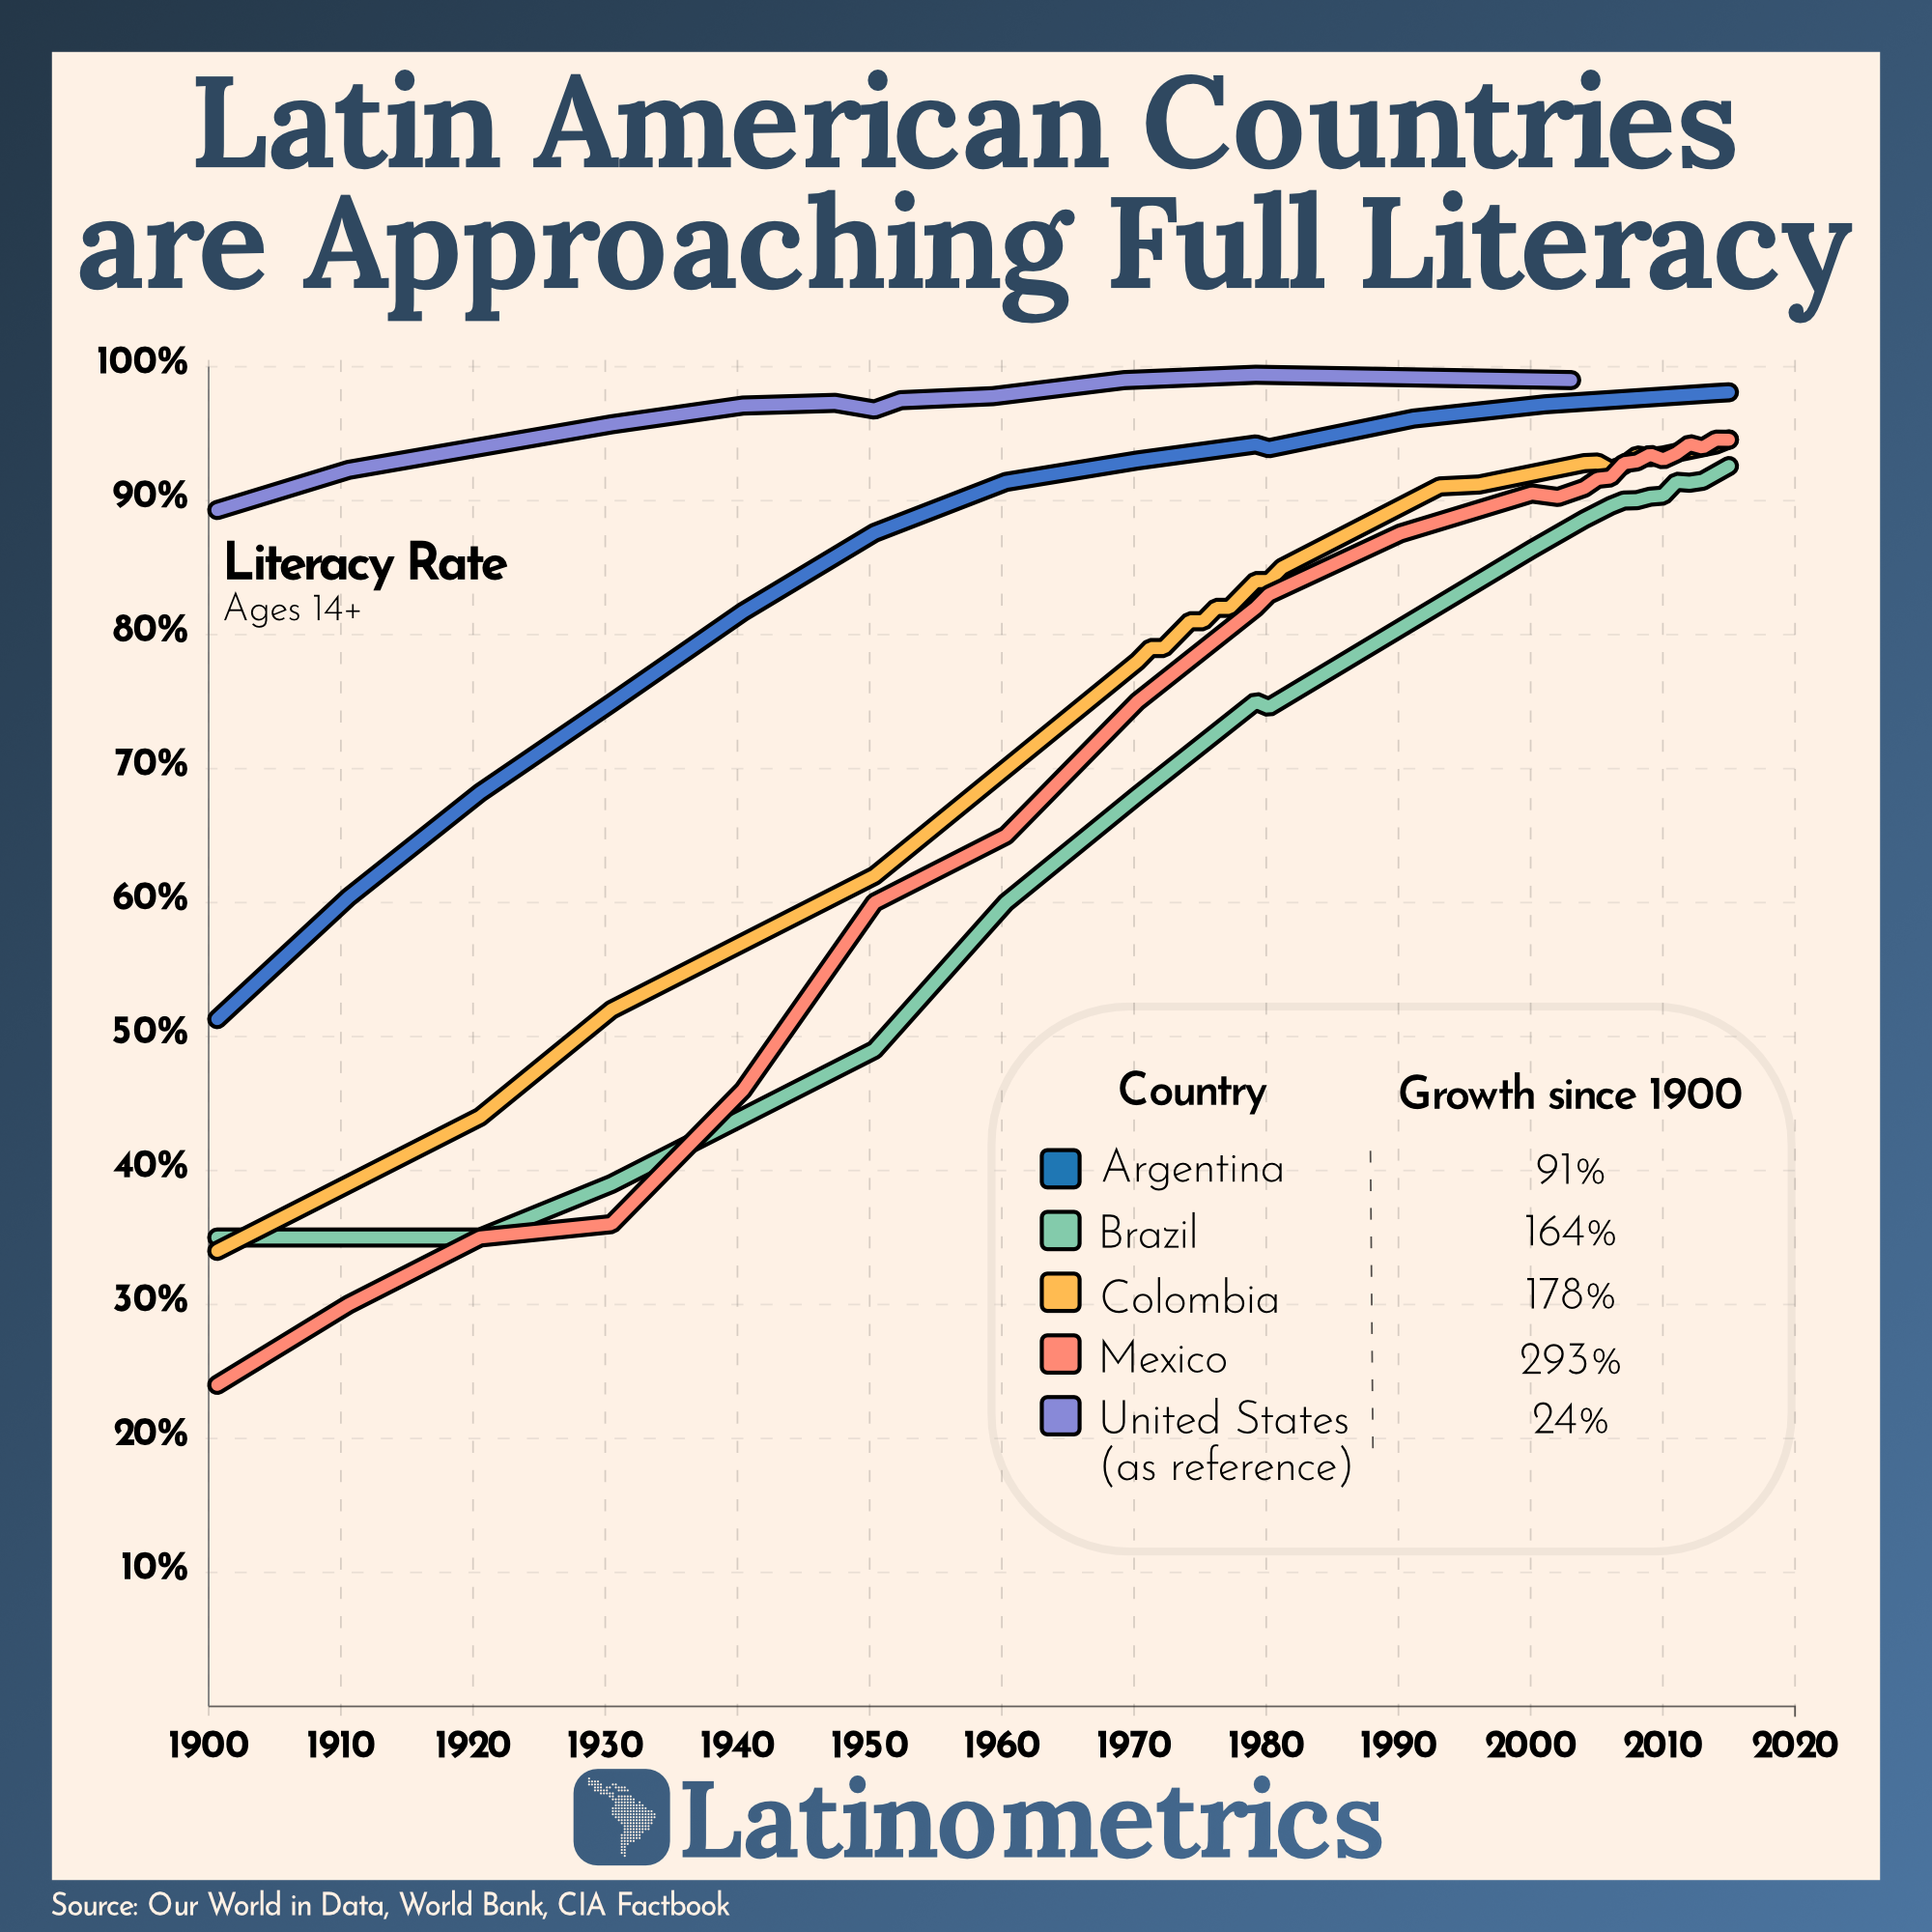 Latin American Countries
are Approaching Full Literacy
100%
90%
Literacy Rate
Ages 14+
80%
70%
60%
50%
40%
30%
20%
10%
Country Growth since 1900
Argentina 91%
Brazil 164%
Colombia 178%
Mexico 293%
United States 24%
(as reference)
1900 1910 1920 1930 1940 1950 1960 1970 1980 1990 2000 2010 2020
Latinometrics
Source: Our World in Data, World Bank, CIA Factbook